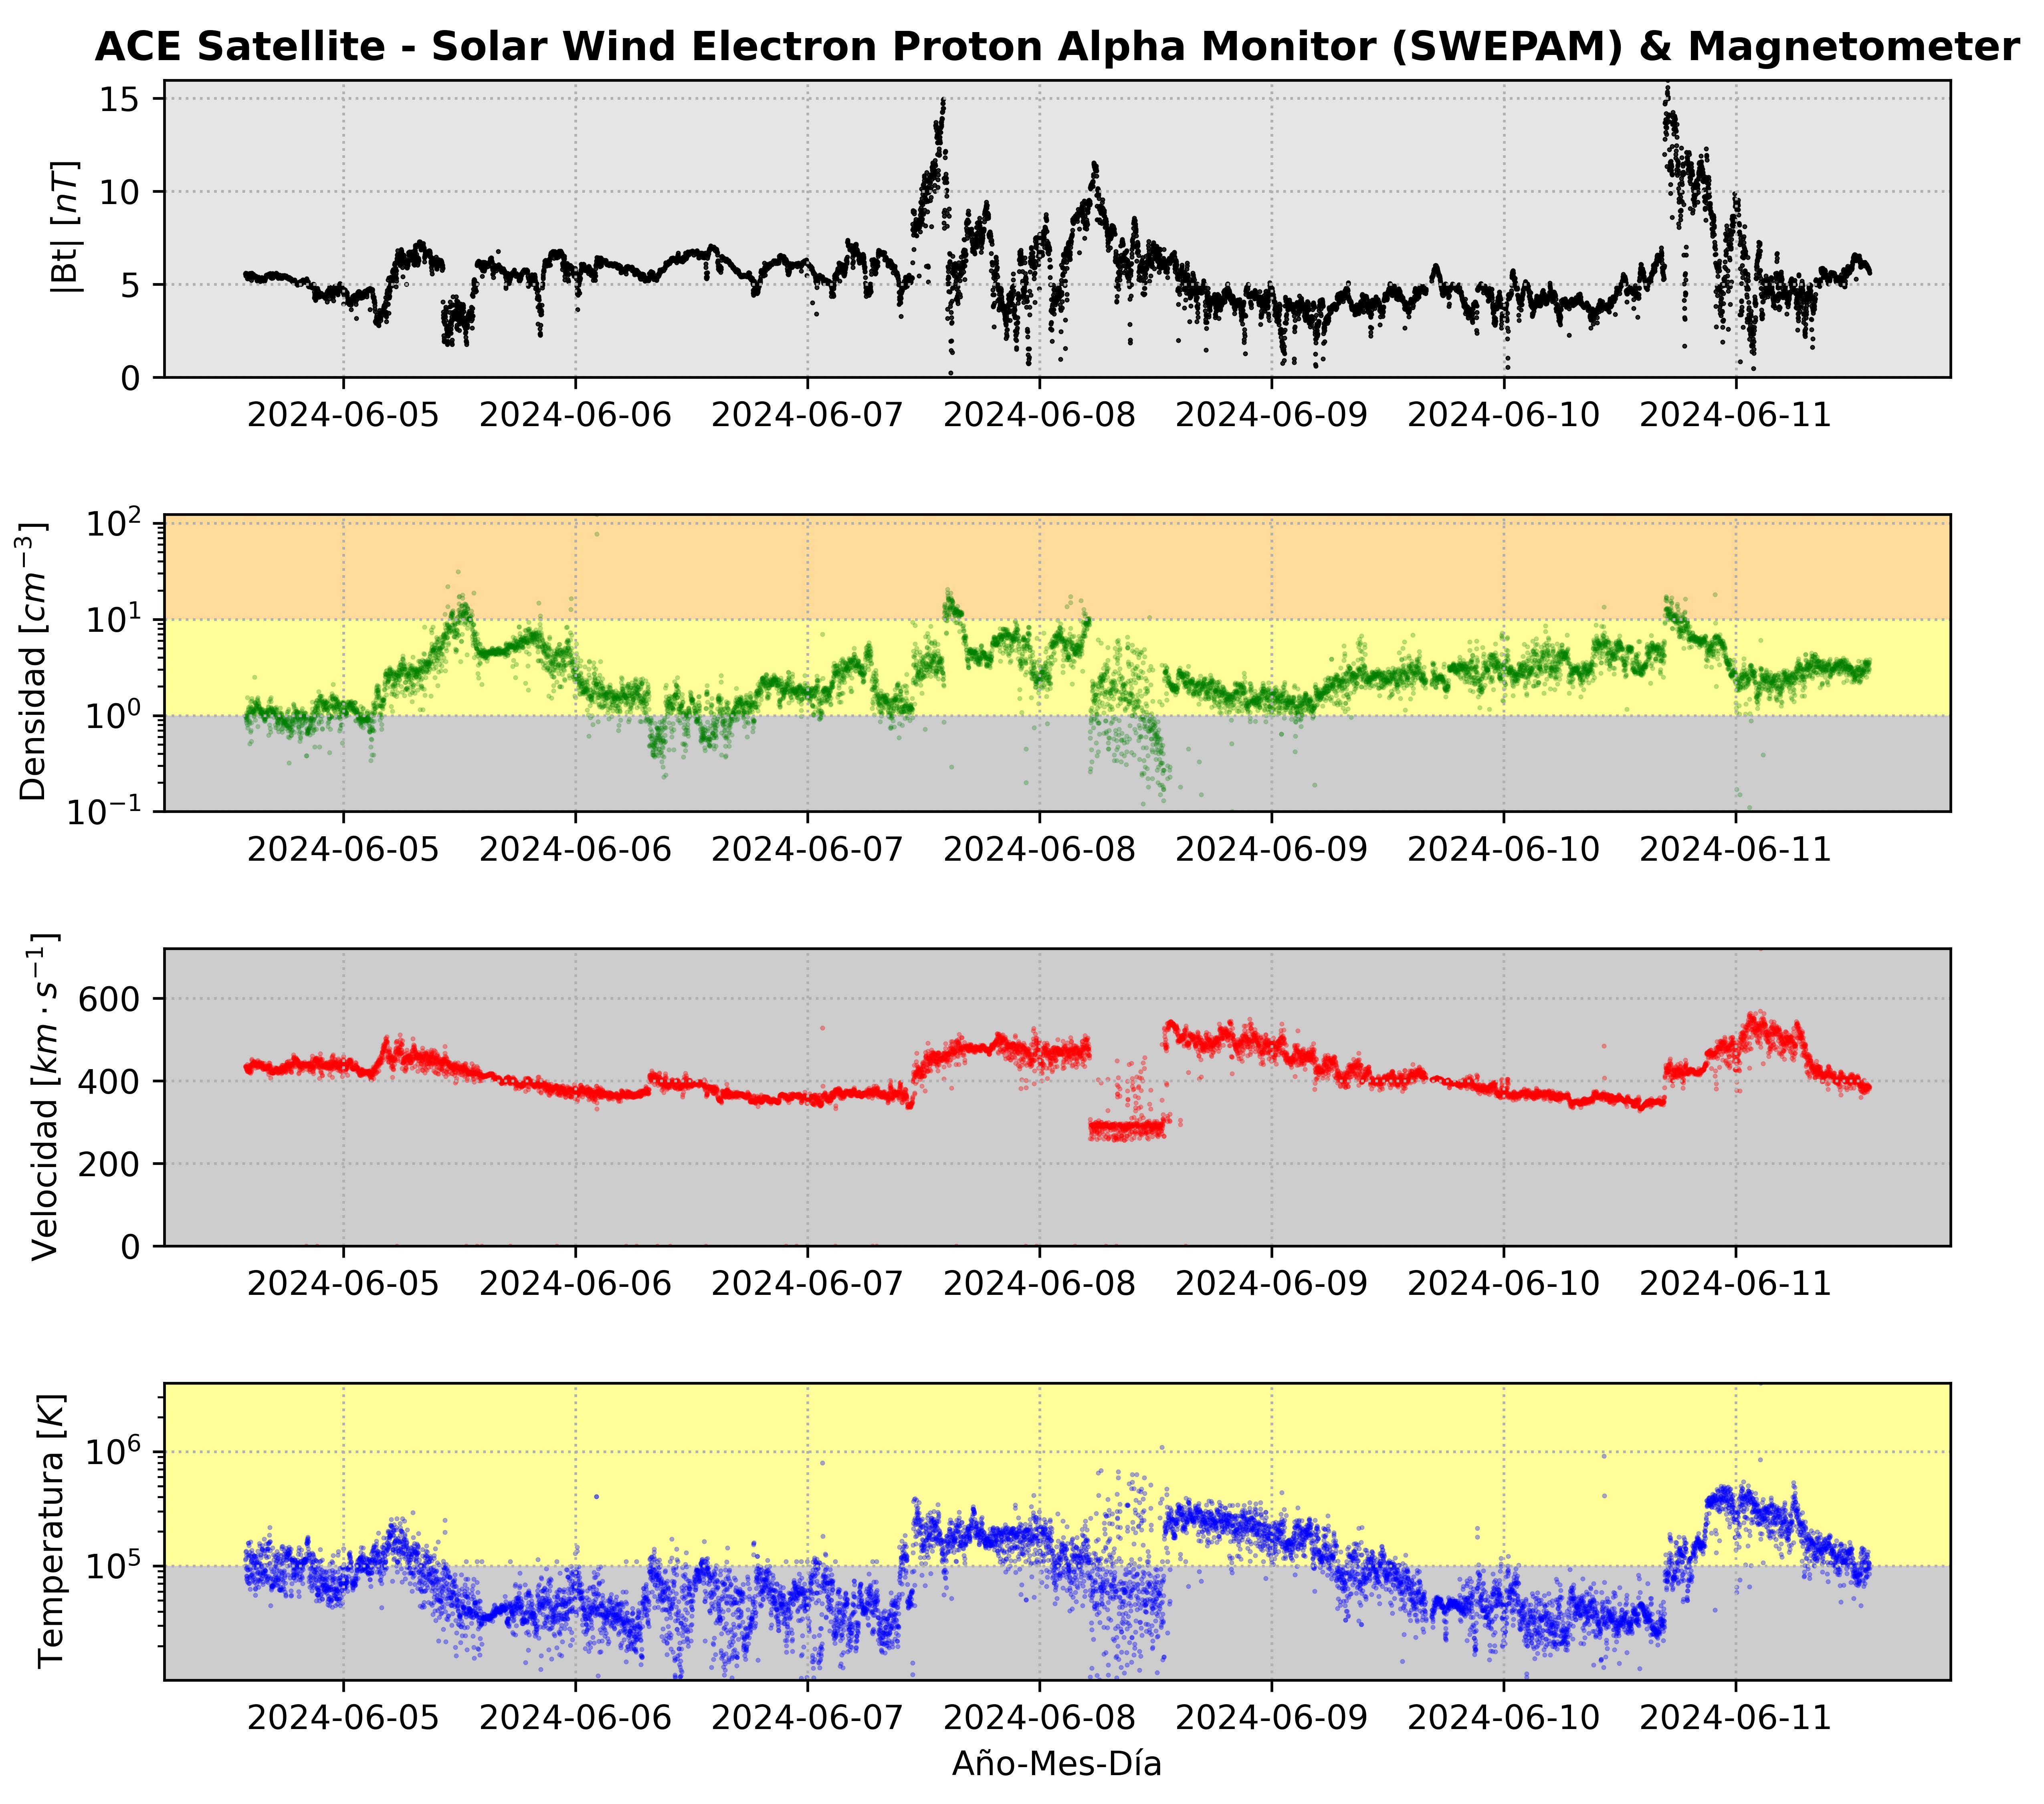 ACE Satellite - Solar Wind Electron Proton Alpha Monitor (SWEPAM) & Magnetometer
|Bt| [nT]
15
10
5
0
2024-06-05 2024-06-06 2024-06-07 2024-06-08 2024-06-09 2024-06-10 2024-06-11
Densidad [cm⁻³]
10²
10¹
10⁰
10⁻¹
2024-06-05 2024-06-06 2024-06-07 2024-06-08 2024-06-09 2024-06-10 2024-06-11
Velocidad [km · s⁻¹]
600
400
200
0
2024-06-05 2024-06-06 2024-06-07 2024-06-08 2024-06-09 2024-06-10 2024-06-11
Temperatura [K]
10⁶
10⁵
2024-06-05 2024-06-06 2024-06-07 2024-06-08 2024-06-09 2024-06-10 2024-06-11
Año-Mes-Día